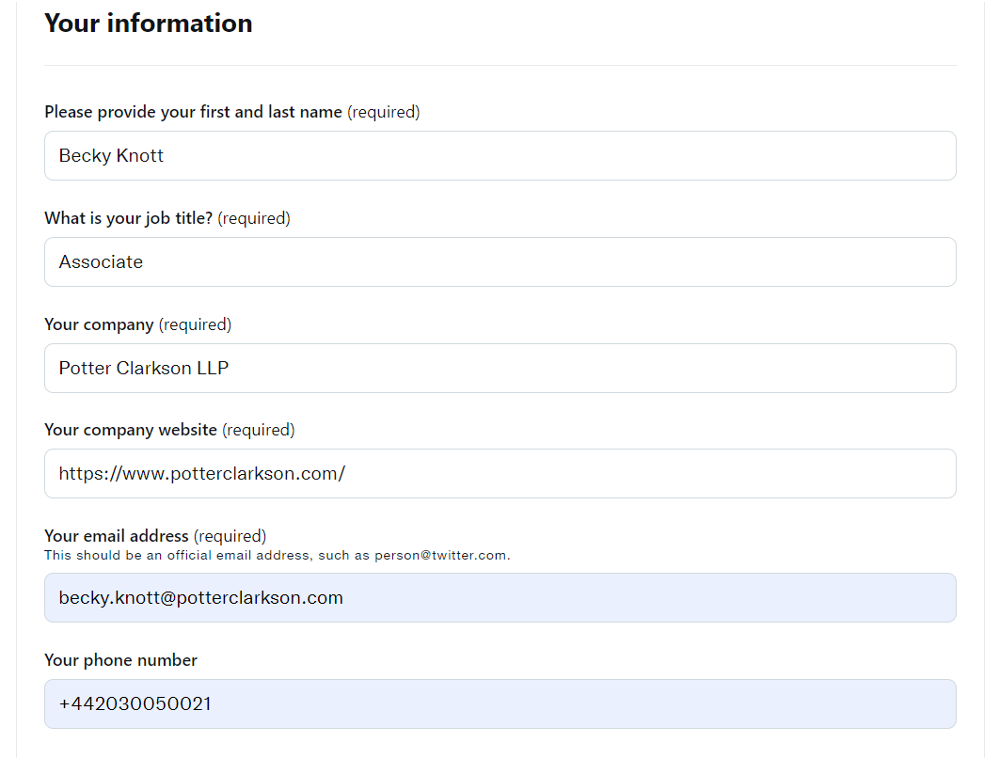 Your information
Please provide your first and last name (required)
Becky Knott
What is your job title? (required)
Associate
Your company (required)
Potter Clarkson LLP
Your company website (required)
https://www.potterclarkson.com/
Your email address (required)
This should be an official email address, such as person@twitter.com.
becky.knott@potterclarkson.com
Your phone number
+442030050021